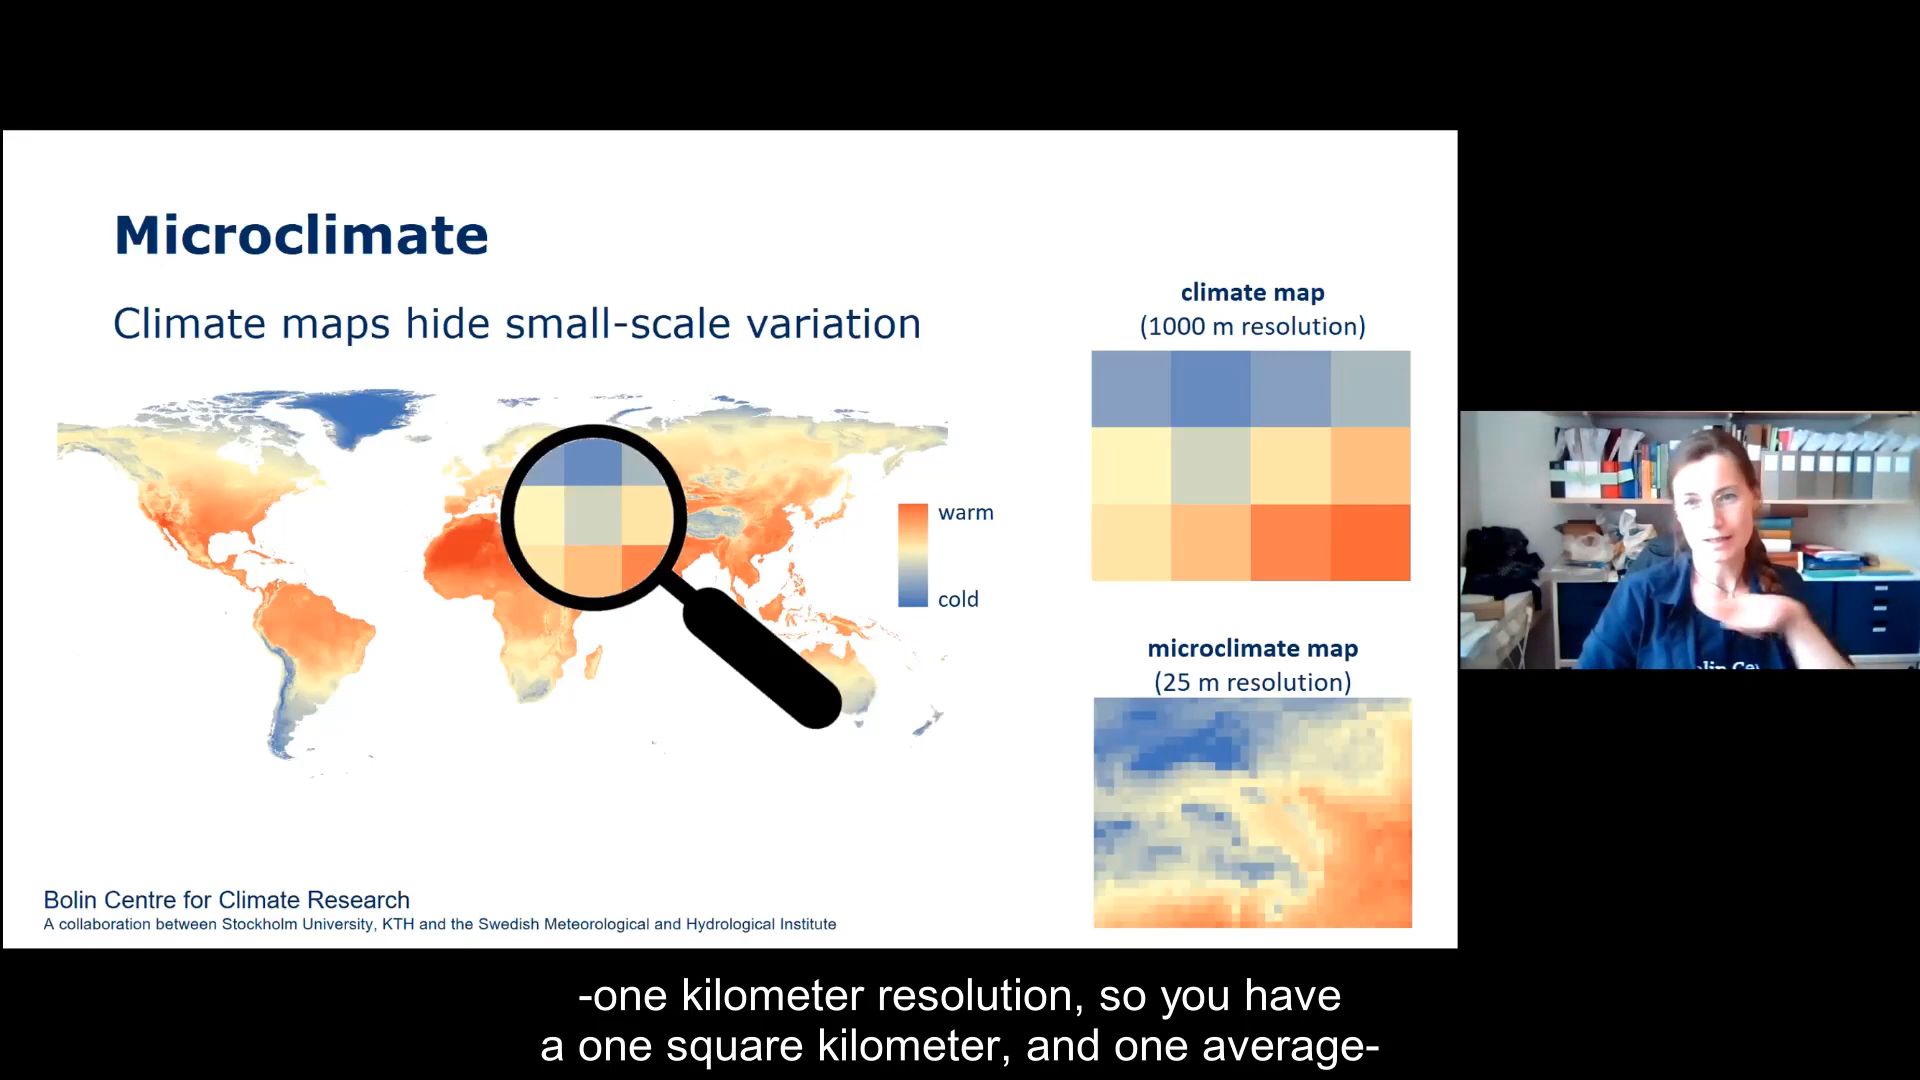 Microclimate
Climate maps hide small-scale variation
warm
cold
climate map
(1000 m resolution)
microclimate map
(25 m resolution)
Bolin Centre for Climate Research
A collaboration between Stockholm University, KTH and the Swedish Meteorological and Hydrological Institute
-one kilometer resolution, so you have
a one square kilometer, and one average-